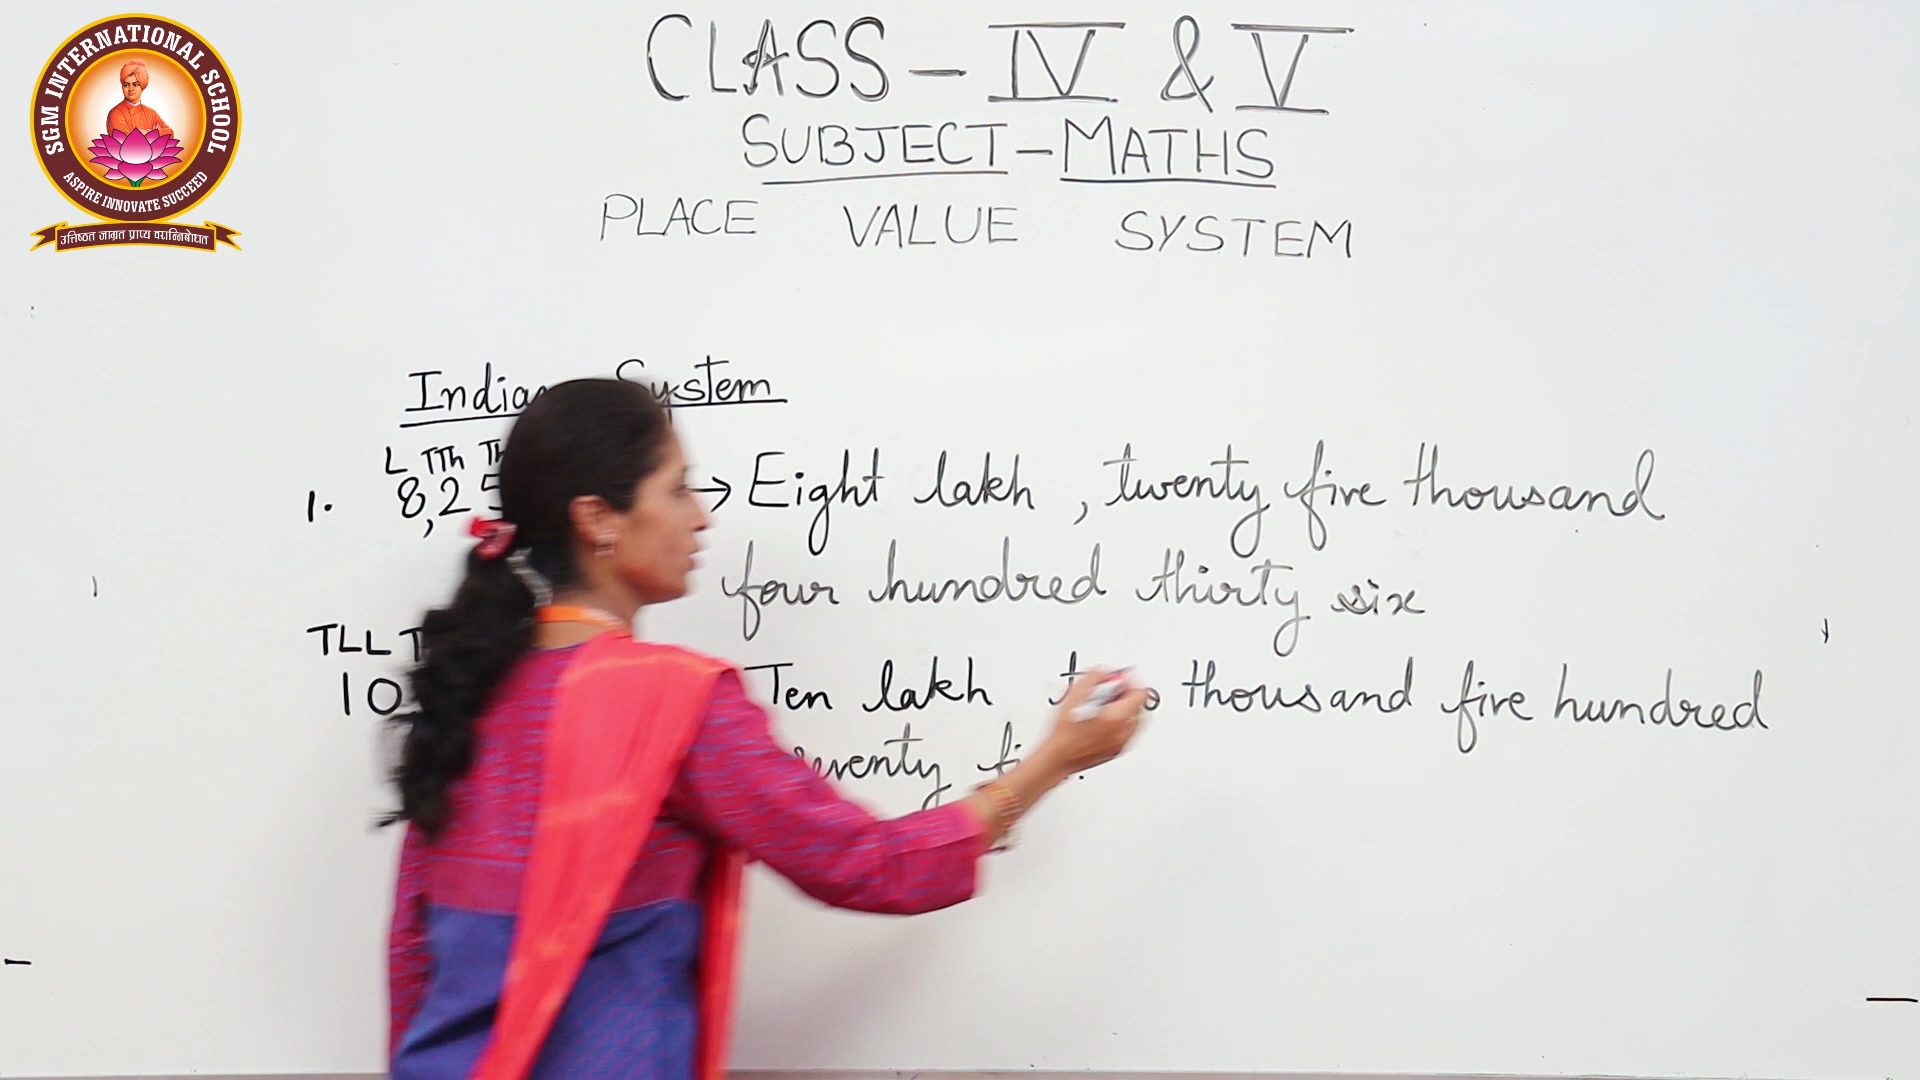 SGM INTERNATIONAL SCHOOL
ASPIRE INNOVATE SUCCEED
उत्तिष्ठत जाग्रत प्राप्य वरान्निबोधत
CLASS - IV & V
SUBJECT - MATHS
PLACE VALUE SYSTEM
System
L TTh
1. 8,2 → Eight lakh, twenty five thousand
four hundred thirty six
TLL
10 Ten lakh thousand five hundred